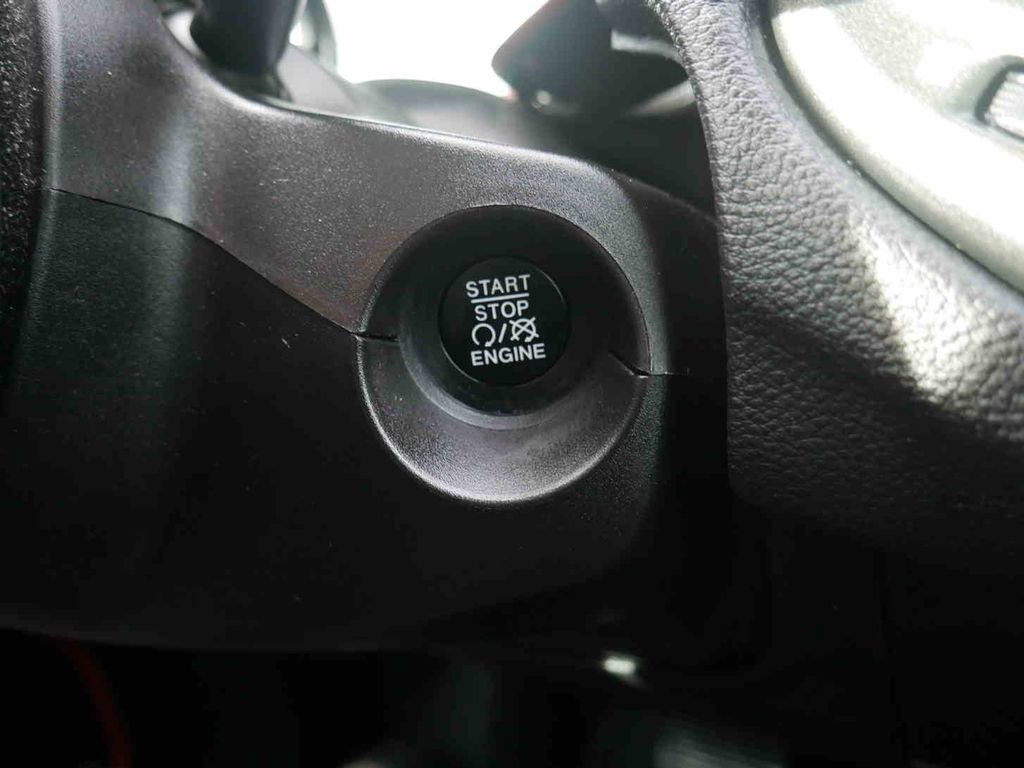 START
STOP
/
ENGINE